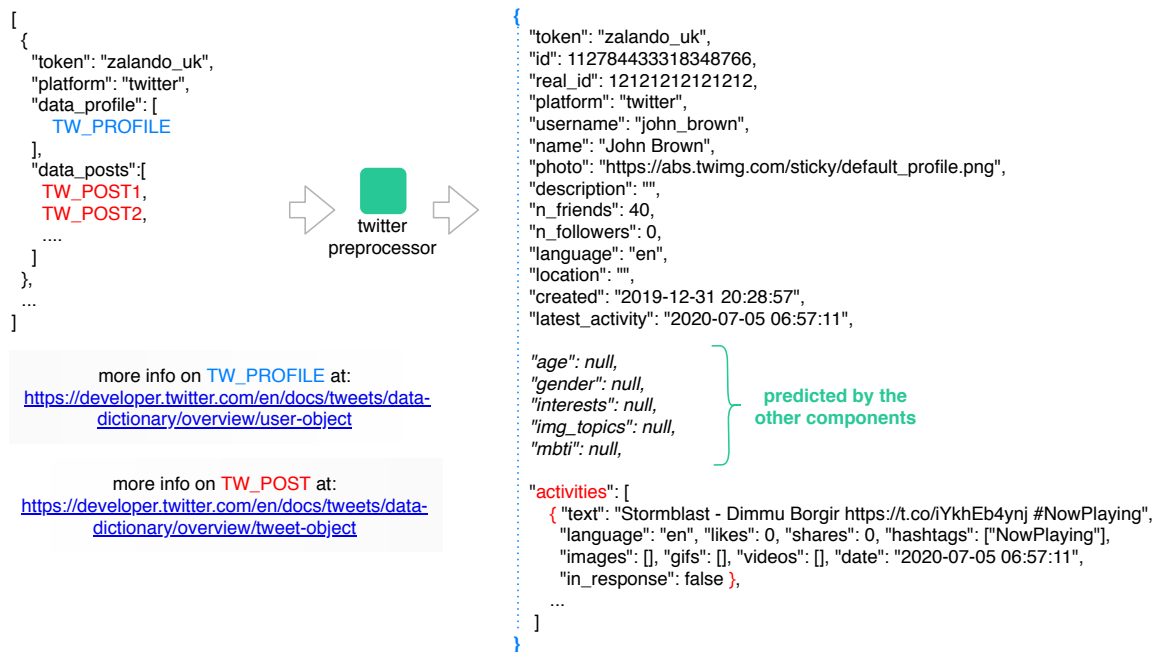 [
{
"token": "zalando_uk",
"platform": "twitter",
"data_profile": [
TW_PROFILE
],
"data_posts":[
TW_POST1,
TW_POST2,
....
]
},
...
]
more info on TW_PROFILE at:
https://developer.twitter.com/en/docs/tweets/data-
dictionary/overview/user-object
more info on TW_POST at:
https://developer.twitter.com/en/docs/tweets/data-
dictionary/overview/tweet-object
twitter
preprocessor
{
"token": "zalando_uk",
"id": 112784433318348766,
"real_id": 12121212121212,
"platform": "twitter",
"username": "john_brown",
"name": "John Brown",
"photo": "https://abs.twimg.com/sticky/default_profile.png",
"description": "",
"n_friends": 40,
"n_followers": 0,
"language": "en",
"location": "",
"created": "2019-12-31 20:28:57",
"latest_activity": "2020-07-05 06:57:11",
"age": null,
"gender": null,
"interests": null,
"img_topics": null,
"mbti": null,
predicted by the
other components
"activities": [
{ "text": "Stormblast - Dimmu Borgir https://t.co/iYkhEb4ynj #NowPlaying",
"language": "en", "likes": 0, "shares": 0, "hashtags": ["NowPlaying"],
"images": [], "gifs": [], "videos": [], "date": "2020-07-05 06:57:11",
"in_response": false },
...
]
}